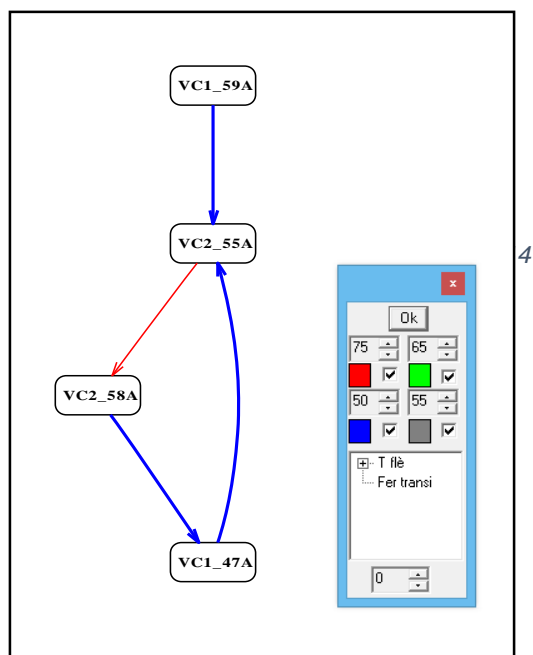 VC1_59A
VC2_55A
4
x
Ok
75 65
VC2_58A
50 55
T flè
Fer transi
VC1_47A
0